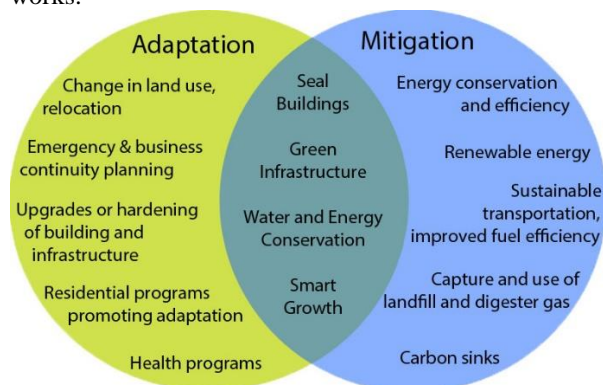 works.
Adaptation
Change in land use,
relocation
Emergency & business
continuity planning
Upgrades or hardening
of building and
infrastructure
Residential programs
promoting adaptation
Health programs
Seal
Buildings
Green
Infrastructure
Water and Energy
Conservation
Smart
Growth
Mitigation
Energy conservation
and efficiency
Renewable energy
Sustainable
transportation,
improved fuel efficiency
Capture and use of
landfill and digester gas
Carbon sinks